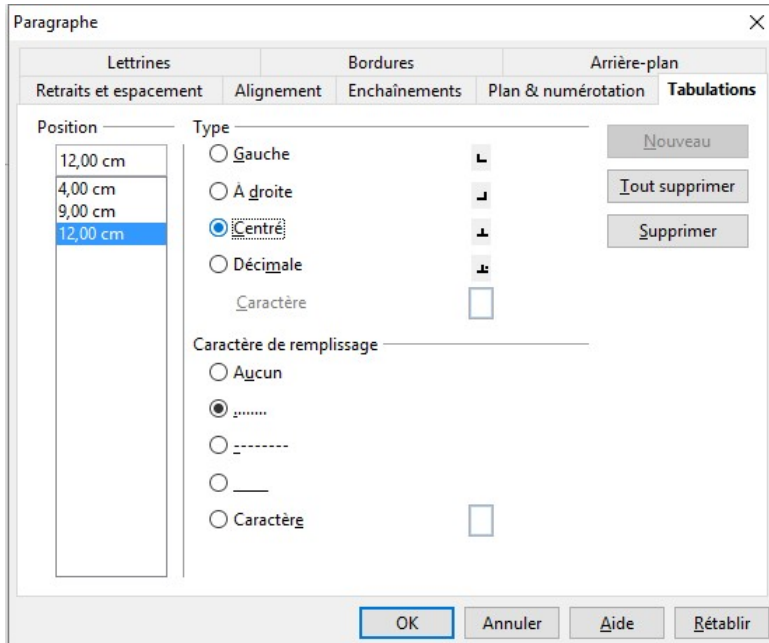 Paragraphe
Lettrines Bordures Arrière-plan
Retraits et espacement Alignement Enchaînements Plan & numérotation Tabulations
Position Type
12,00 cm
4,00 cm
9,00 cm
12,00 cm
Gauche
À droite
Centré
Décimale
Caractère
Nouveau
Tout supprimer
Supprimer
Caractère de remplissage
Aucun
........
--------
____
Caractère
OK Annuler Aide Rétablir